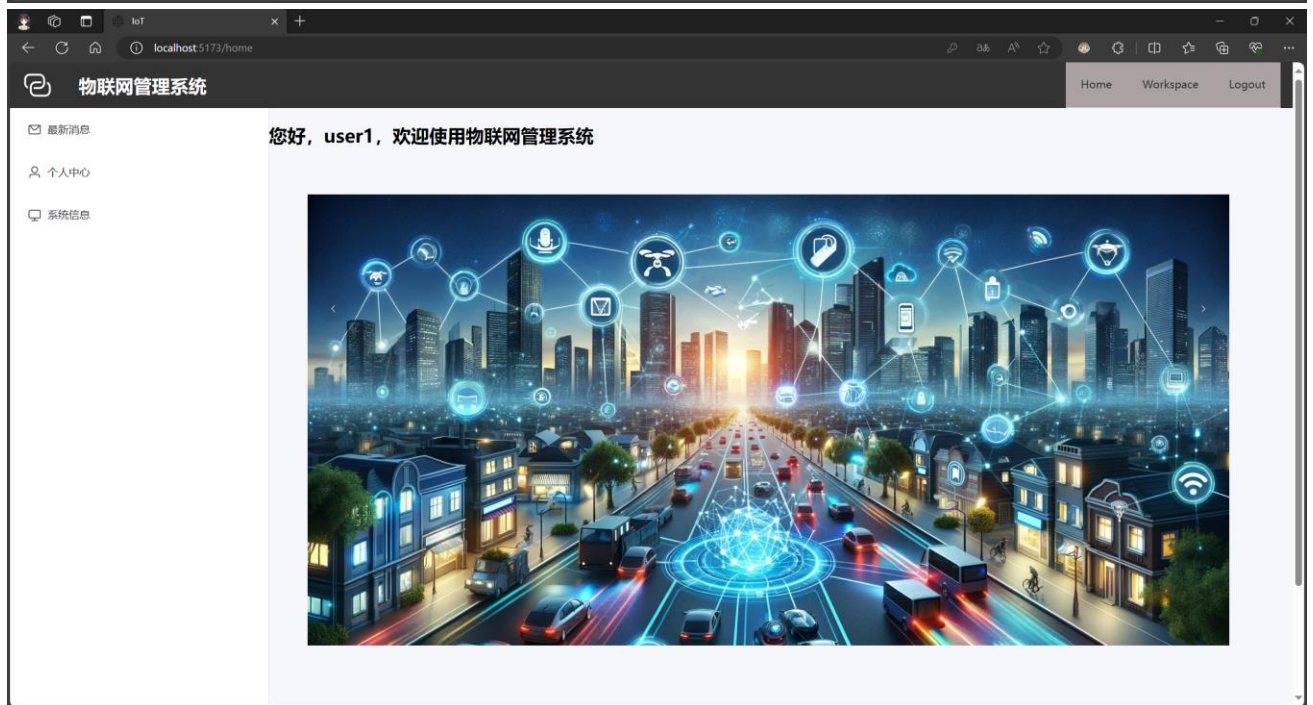 IoT
localhost:5173/home
物联网管理系统
Home Workspace Logout
最新消息
个人中心
系统信息
您好，user1，欢迎使用物联网管理系统